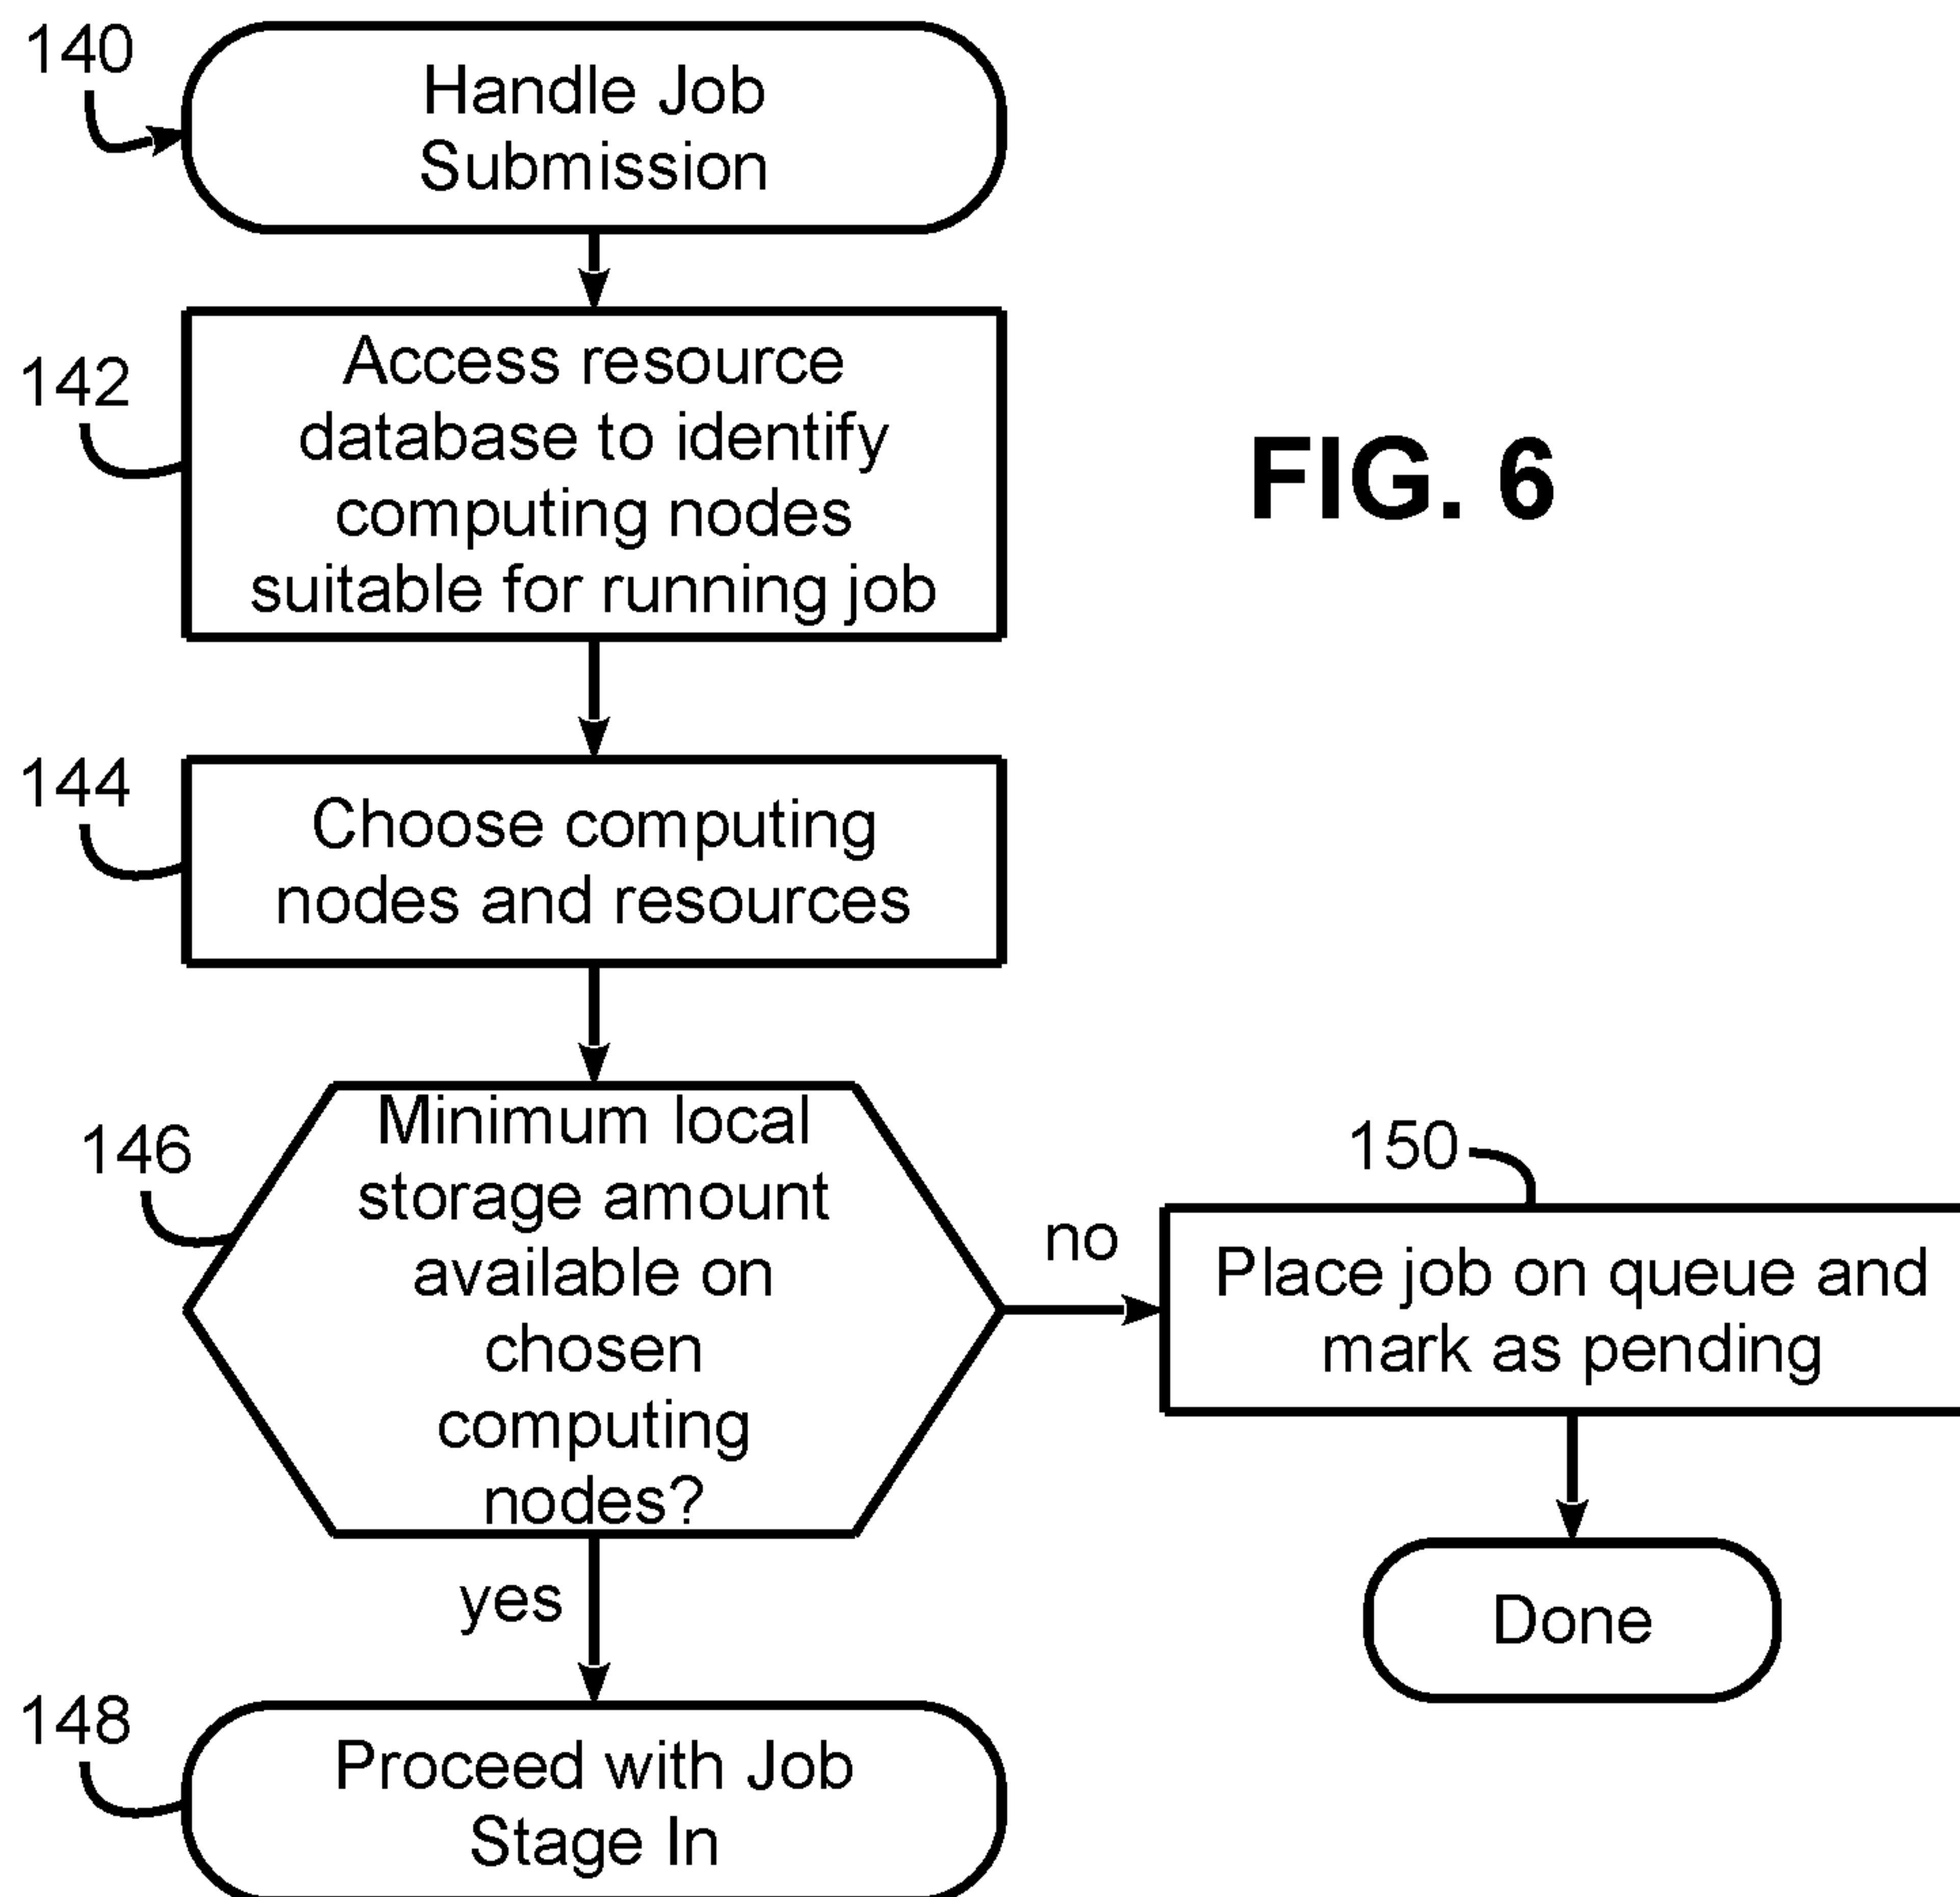 140
Handle Job
Submission
142
Access resource
database to identify
computing nodes
suitable for running job
FIG. 6
144
Choose computing
nodes and resources
146
Minimum local
storage amount
available on
chosen
computing
nodes?
no
150
Place job on queue and
mark as pending
yes
Done
148
Proceed with Job
Stage In